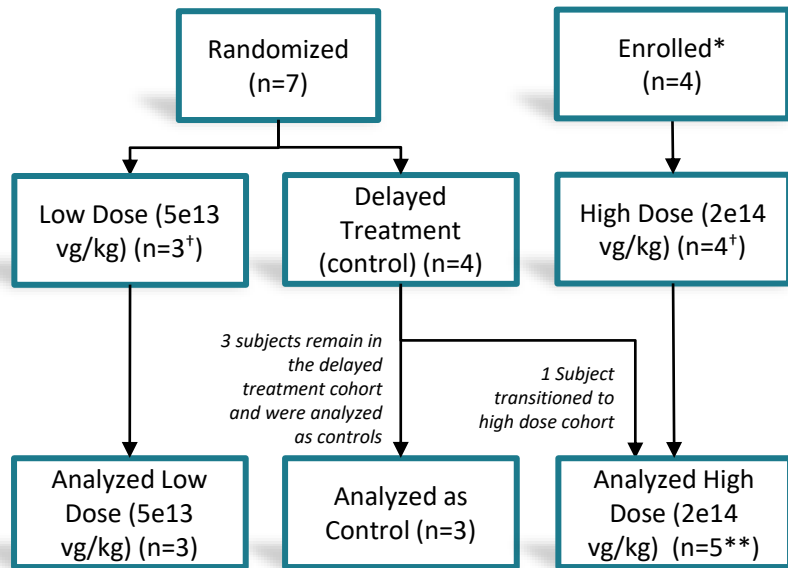 Randomized
(n=7)
Enrolled*
(n=4)
Low Dose (5e13
vg/kg) (n=3†)
Delayed
Treatment
(control) (n=4)
High Dose (2e14
vg/kg) (n=4†)
3 subjects remain in
the delayed
treatment cohort
and were analyzed
as controls
1 Subject
transitioned to
high dose cohort
Analyzed Low
Dose (5e13
vg/kg) (n=3)
Analyzed as
Control (n=3)
Analyzed High
Dose (2e14
vg/kg) (n=5**)